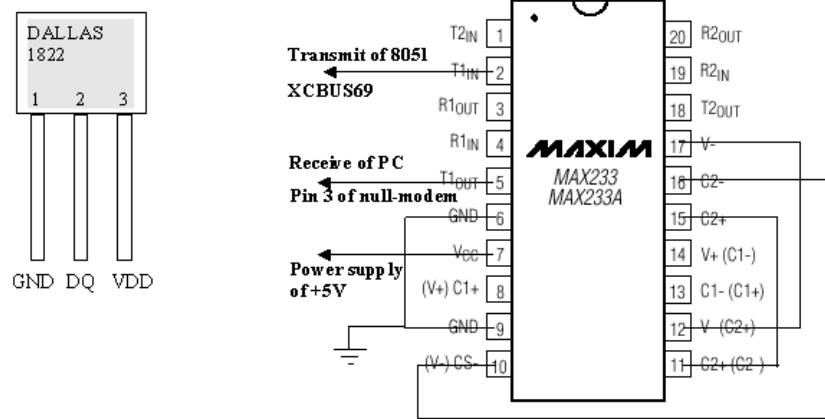 DALLAS
1822
1 2 3
GND DQ VDD
Transmit of 8051
XCBUS69
Receive of PC
Pin 3 of null-modem
Power supply
of +5V
T2IN 1
T1IN 2
R1OUT 3
R1IN 4
T1OUT 5
GND 6
VCC 7
(V+) C1+ 8
GND 9
(V-) CS- 10
MAXIM
MAX233
MAX233A
20 R2OUT
19 R2IN
18 T2OUT
17 V-
16 C2-
15 C2+
14 V+ (C1-)
13 C1- (C1+)
12 V (C2+)
11 C2+ (C2 )